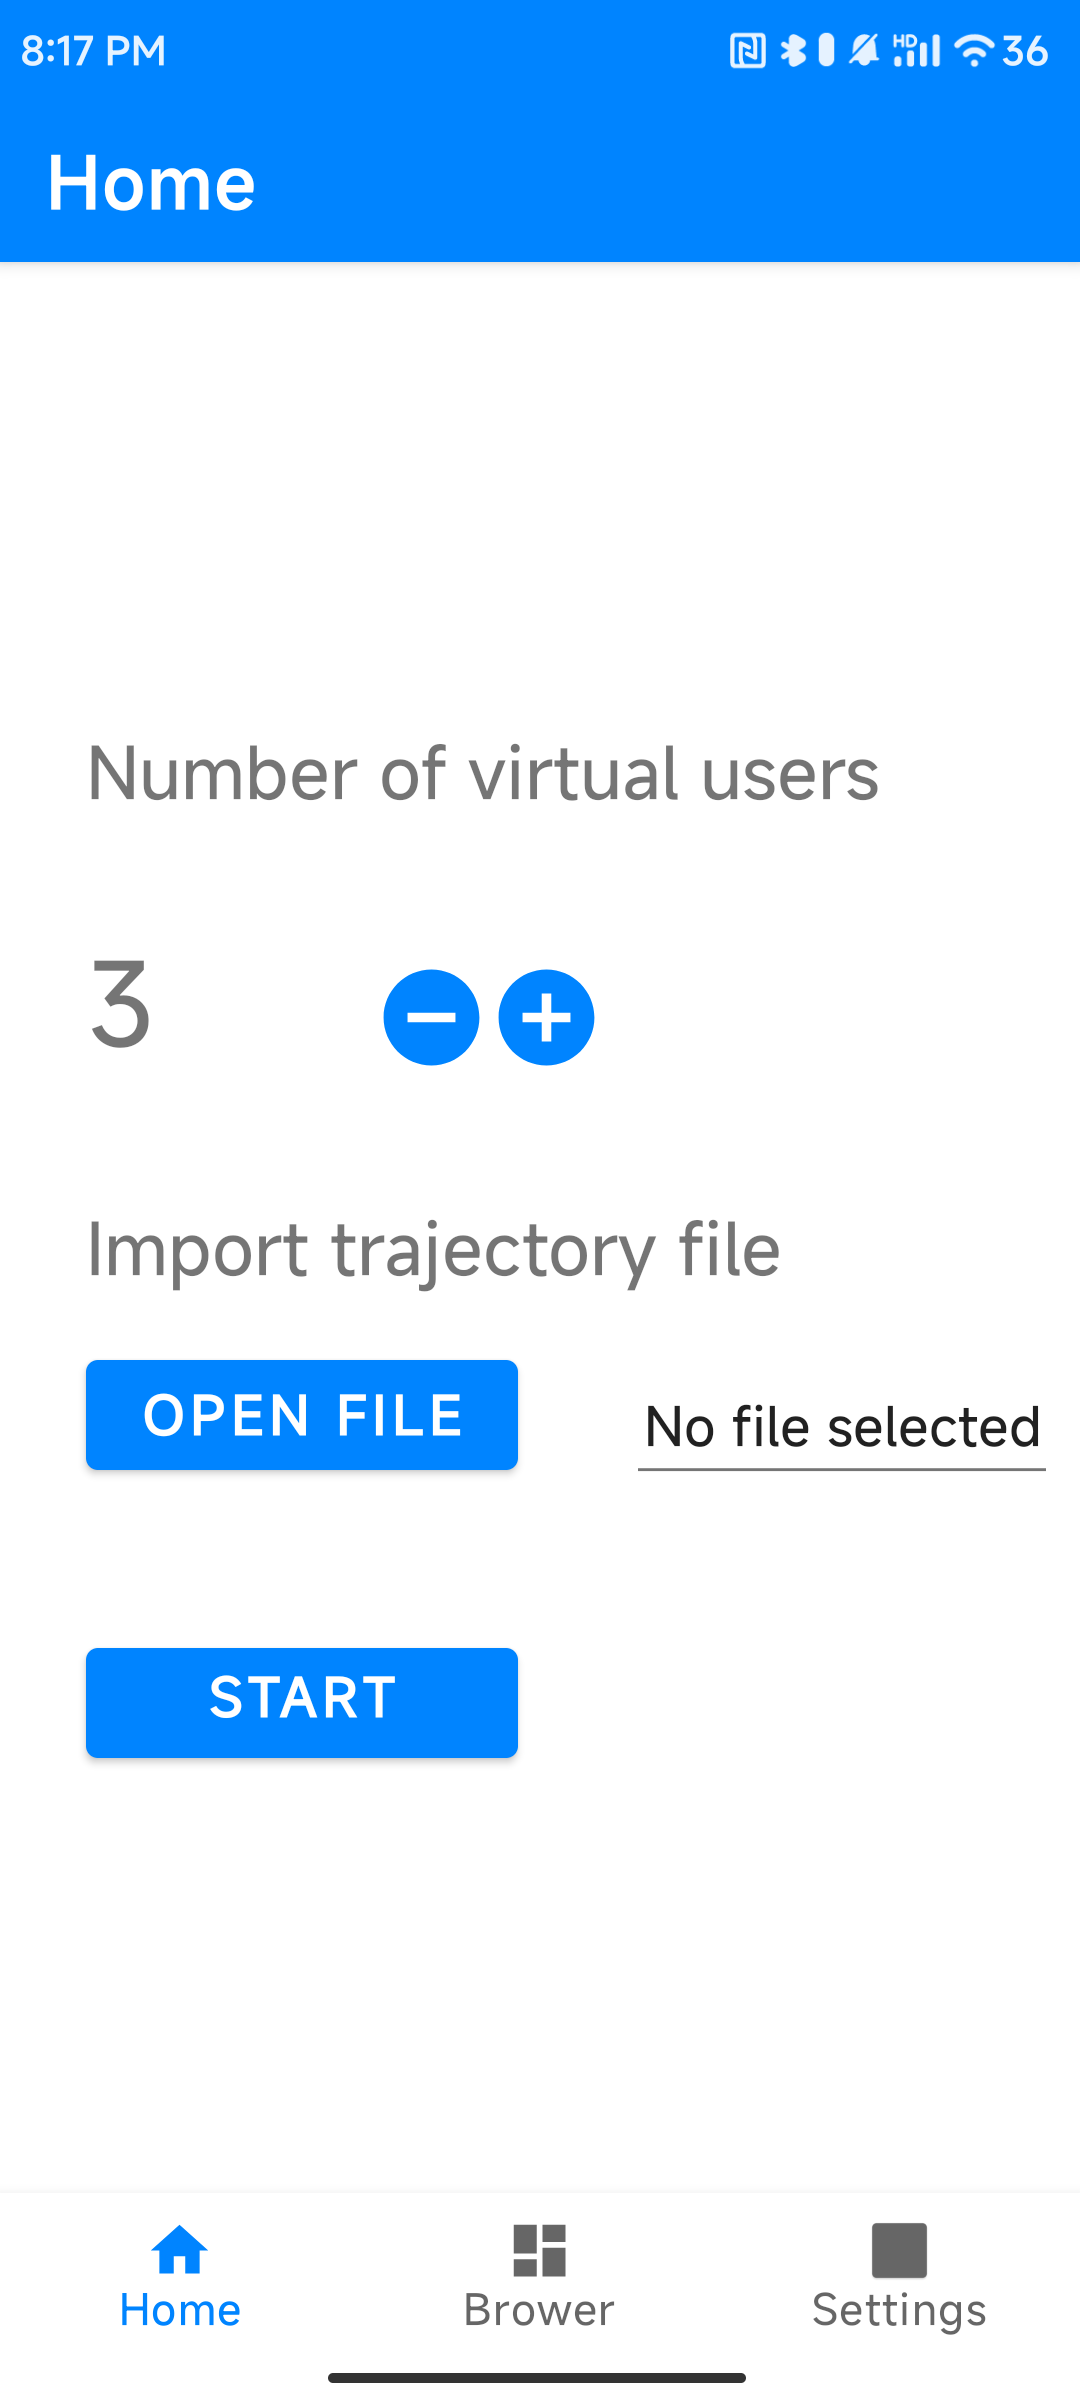 8:17 PM HD 36
Home
Number of virtual users
3
Import trajectory file
OPEN FILE No file selected
START
Home Brower Settings